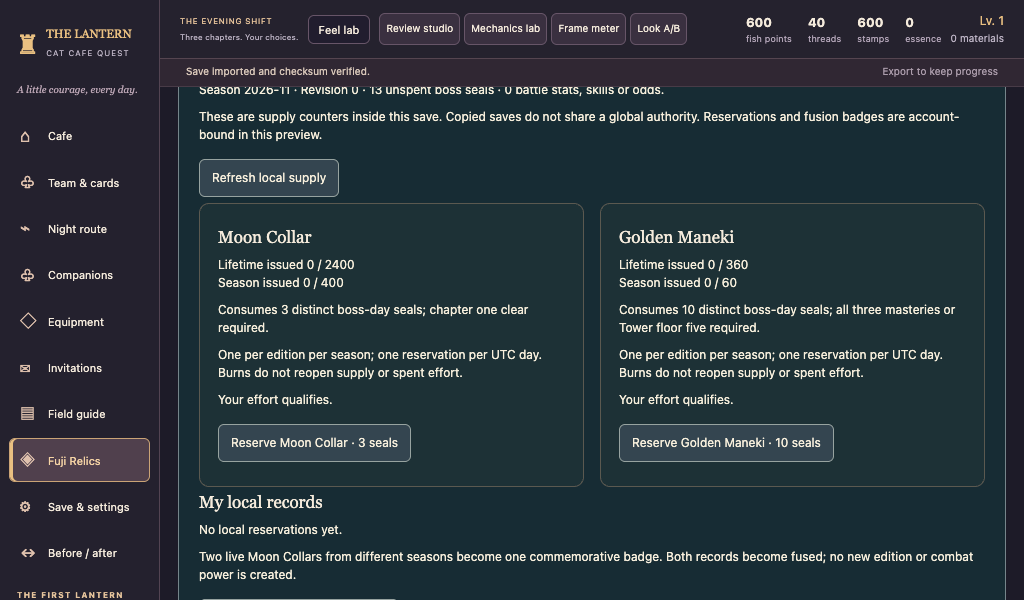 THE LANTERN
CAT CAFE QUEST
A little courage, every day.
Cafe
Team & cards
Night route
Companions
Equipment
Invitations
Field guide
Fuji Relics
Save & settings
Before / after
THE FIRST LANTERN
THE EVENING SHIFT
Three chapters. Your choices.
Feel lab
Review studio
Mechanics lab
Frame meter
Look A/B
600
fish points
40
threads
600
stamps
0
essence
Lv. 1
0 materials
Save imported and checksum verified.
Export to keep progress
Season 2026-11 · Revision 0 · 13 unspent boss seals · 0 battle stats, skills or odds.
These are supply counters inside this save. Copied saves do not share a global authority. Reservations and fusion badges are account-
bound in this preview.
Refresh local supply
Moon Collar
Lifetime issued 0 / 2400
Season issued 0 / 400
Consumes 3 distinct boss-day seals; chapter one clear
required.
One per edition per season; one reservation per UTC day.
Burns do not reopen supply or spent effort.
Your effort qualifies.
Reserve Moon Collar · 3 seals
Golden Maneki
Lifetime issued 0 / 360
Season issued 0 / 60
Consumes 10 distinct boss-day seals; all three masteries or
Tower floor five required.
One per edition per season; one reservation per UTC day.
Burns do not reopen supply or spent effort.
Your effort qualifies.
Reserve Golden Maneki · 10 seals
My local records
No local reservations yet.
Two live Moon Collars from different seasons become one commemorative badge. Both records become fused; no new edition or combat
power is created.